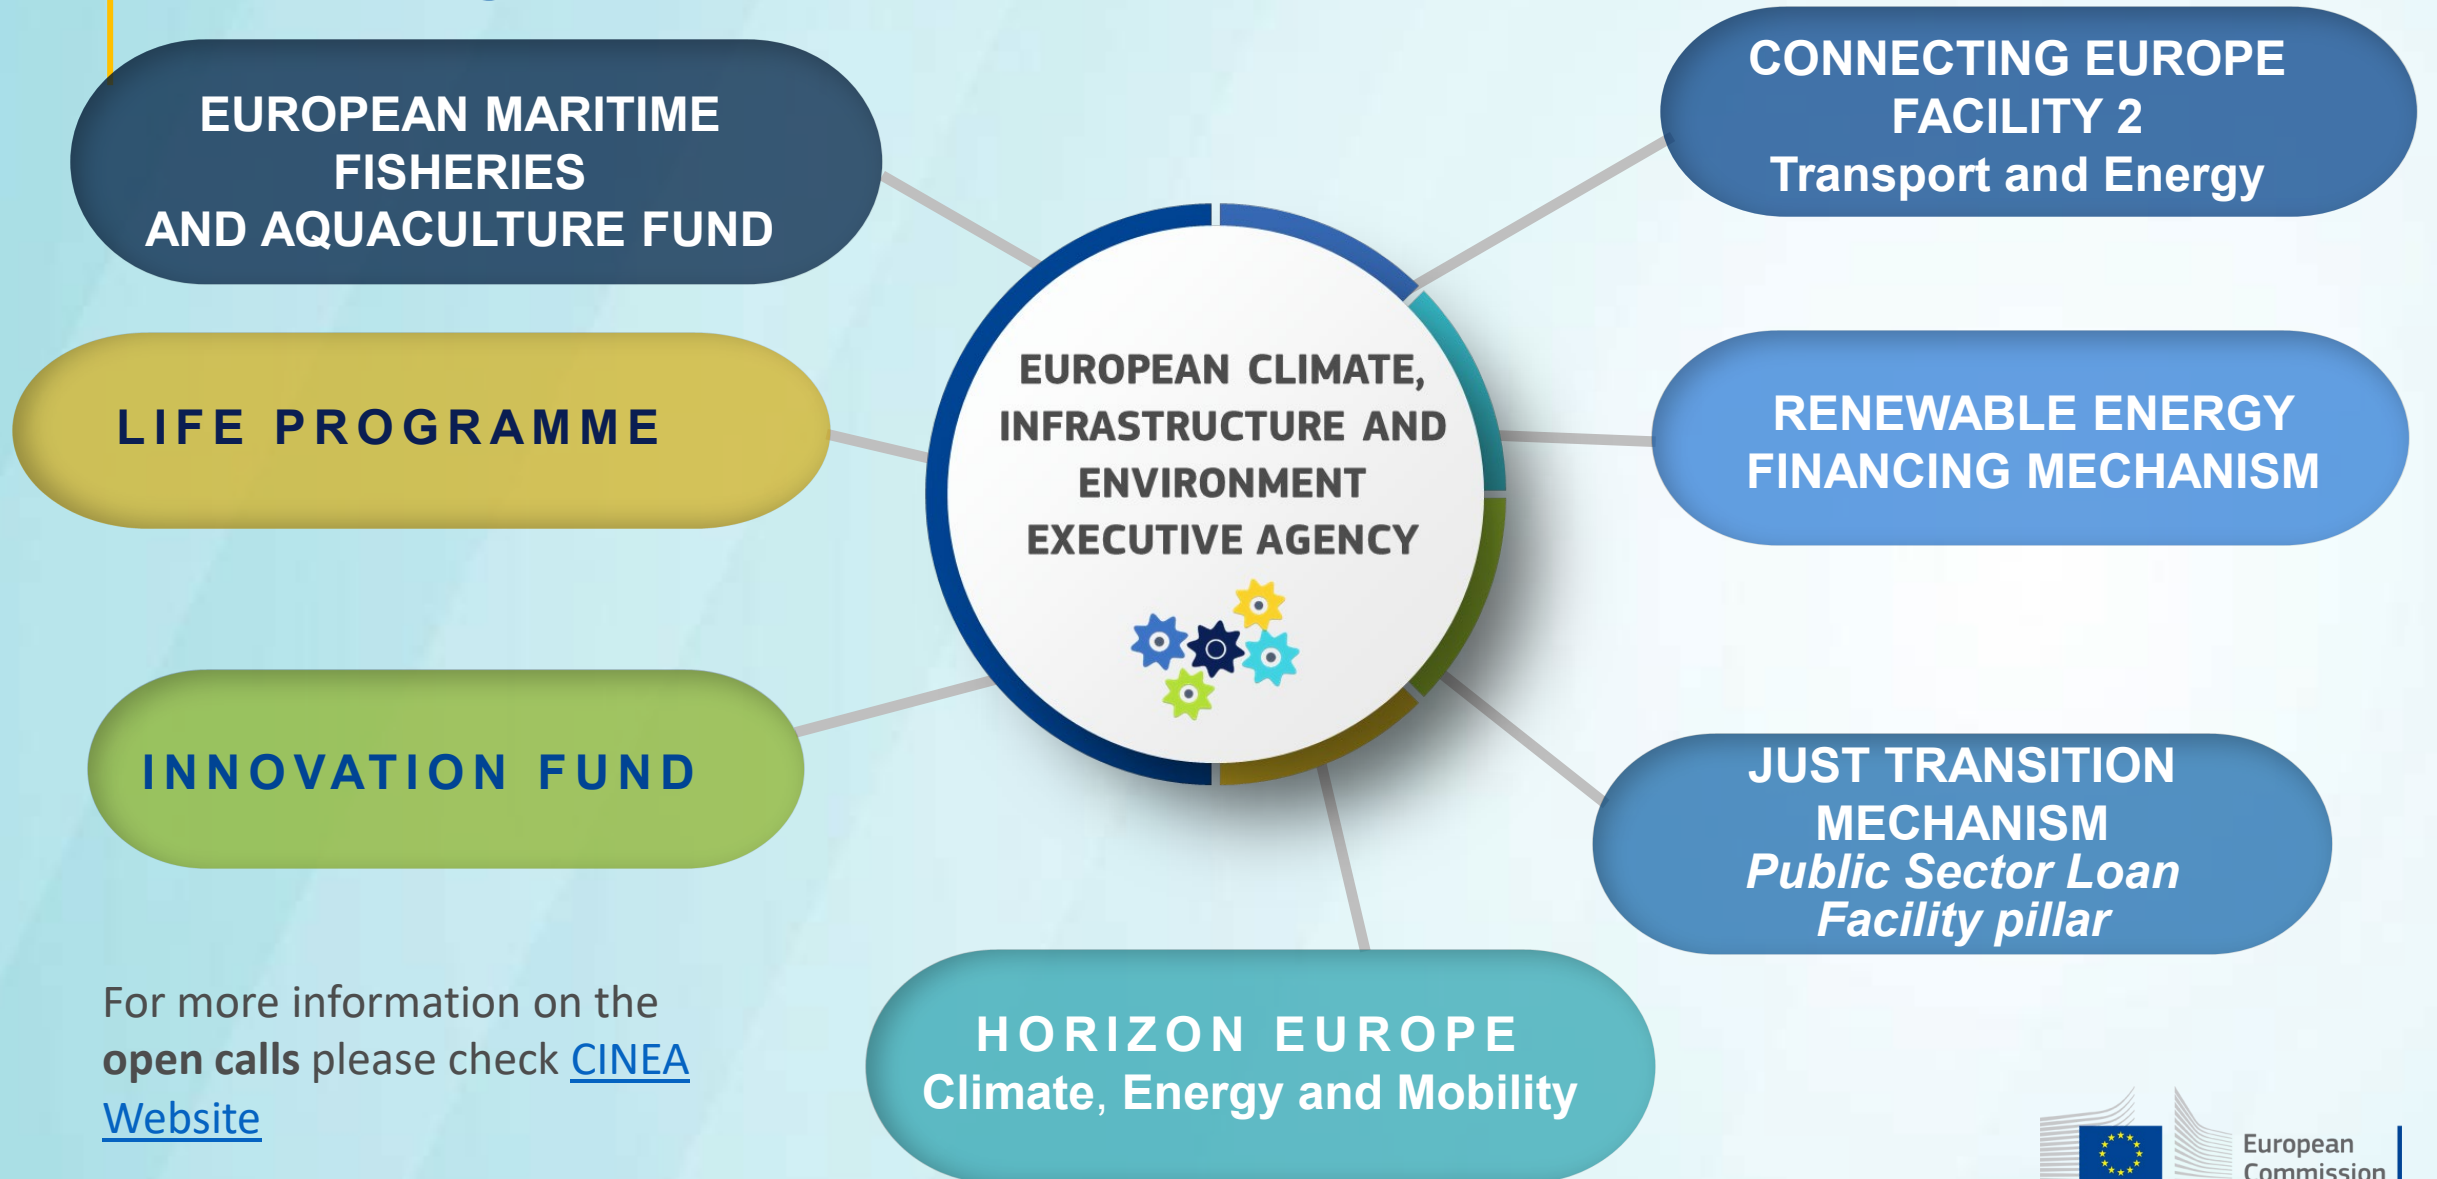 EUROPEAN MARITIME
FISHERIES
AND AQUACULTURE FUND
LIFE PROGRAMME
INNOVATION FUND
EUROPEAN CLIMATE,
INFRASTRUCTURE AND
ENVIRONMENT
EXECUTIVE AGENCY
CONNECTING EUROPE
FACILITY 2
Transport and Energy
RENEWABLE ENERGY
FINANCING MECHANISM
JUST TRANSITION
MECHANISM
Public Sector Loan
Facility pillar
HORIZON EUROPE
Climate, Energy and Mobility
For more information on the
open calls please check CINEA
Website
European
Commission